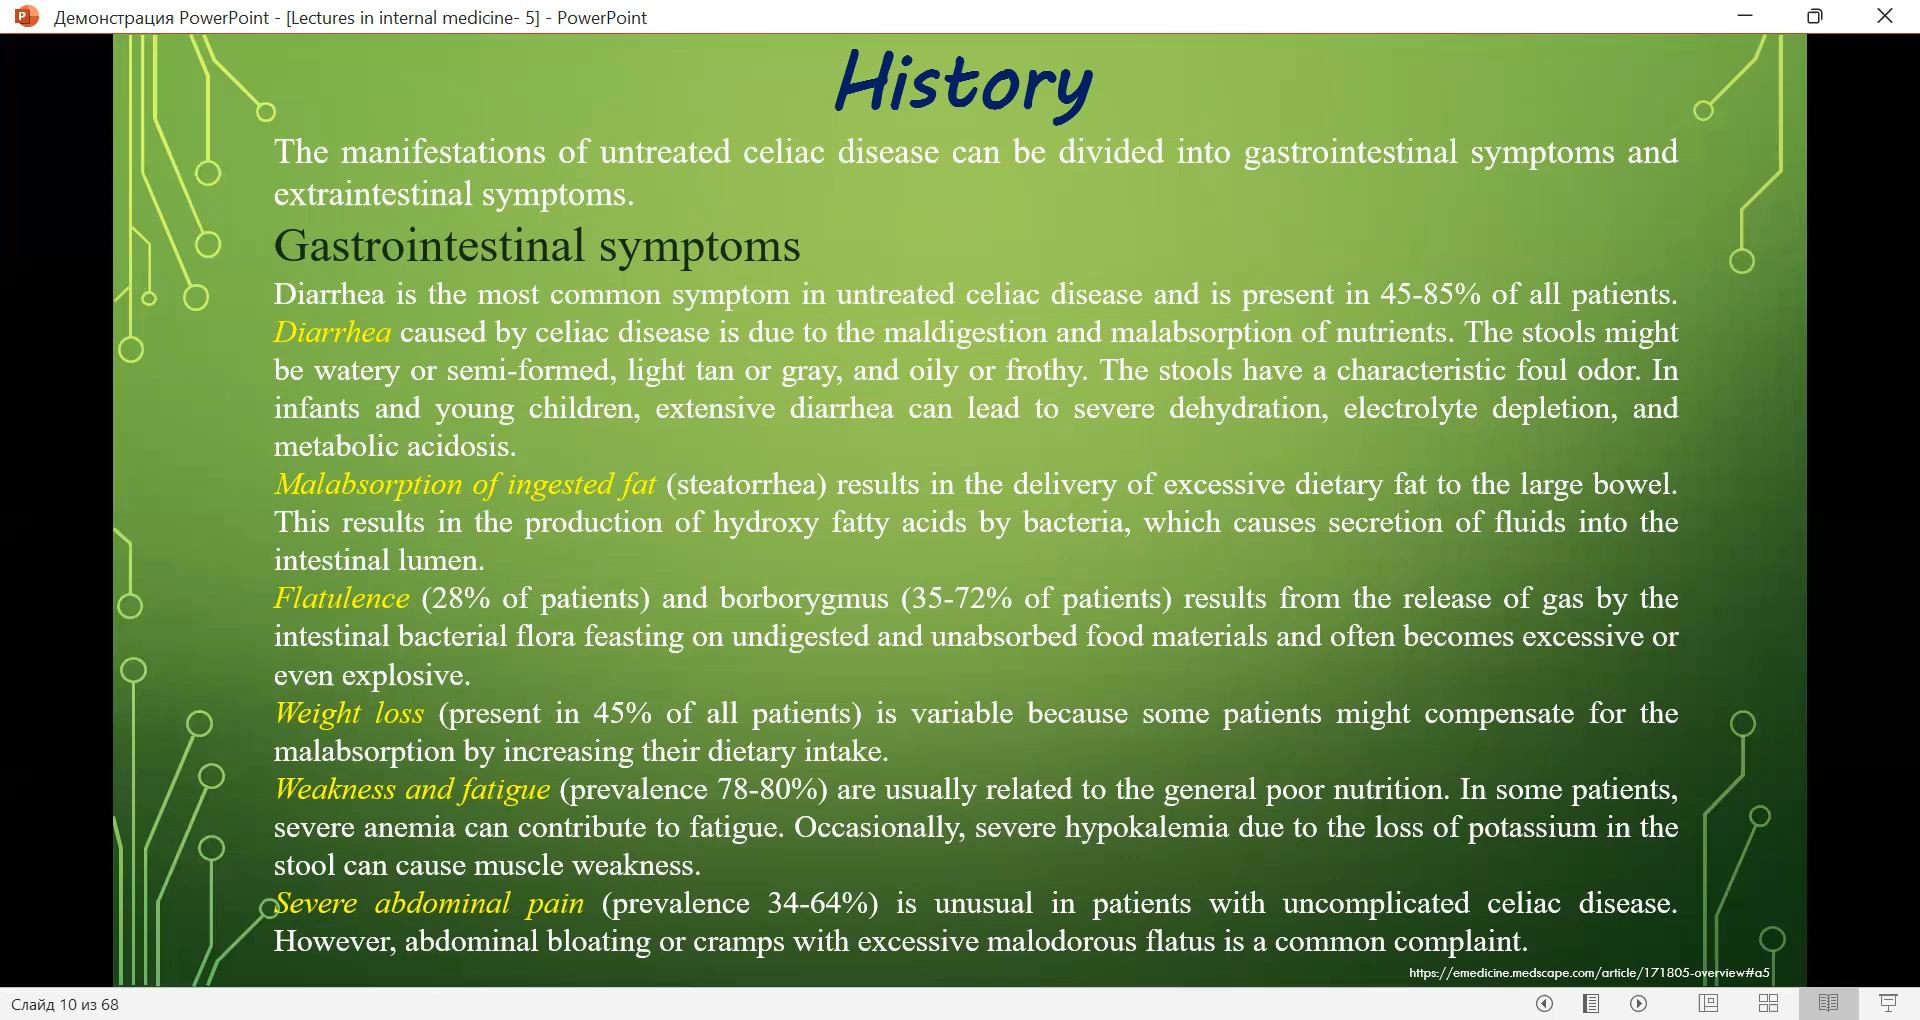 Демонстрация PowerPoint - [Lectures in internal medicine- 5] - PowerPoint
History
The manifestations of untreated celiac disease can be divided into gastrointestinal symptoms and
extraintestinal symptoms.
Gastrointestinal symptoms
Diarrhea is the most common symptom in untreated celiac disease and is present in 45-85% of all patients.
Diarrhea caused by celiac disease is due to the maldigestion and malabsorption of nutrients. The stools might
be watery or semi-formed, light tan or gray, and oily or frothy. The stools have a characteristic foul odor. In
infants and young children, extensive diarrhea can lead to severe dehydration, electrolyte depletion, and
metabolic acidosis.
Malabsorption of ingested fat (steatorrhea) results in the delivery of excessive dietary fat to the large bowel.
This results in the production of hydroxy fatty acids by bacteria, which causes secretion of fluids into the
intestinal lumen.
Flatulence (28% of patients) and borborygmus (35-72% of patients) results from the release of gas by the
intestinal bacterial flora feasting on undigested and unabsorbed food materials and often becomes excessive or
even explosive.
Weight loss (present in 45% of all patients) is variable because some patients might compensate for the
malabsorption by increasing their dietary intake.
Weakness and fatigue (prevalence 78-80%) are usually related to the general poor nutrition. In some patients,
severe anemia can contribute to fatigue. Occasionally, severe hypokalemia due to the loss of potassium in the
stool can cause muscle weakness.
Severe abdominal pain (prevalence 34-64%) is unusual in patients with uncomplicated celiac disease.
However, abdominal bloating or cramps with excessive malodorous flatus is a common complaint.
https://emedicine.medscape.com/article/171805-overview#a5
Слайд 10 из 68